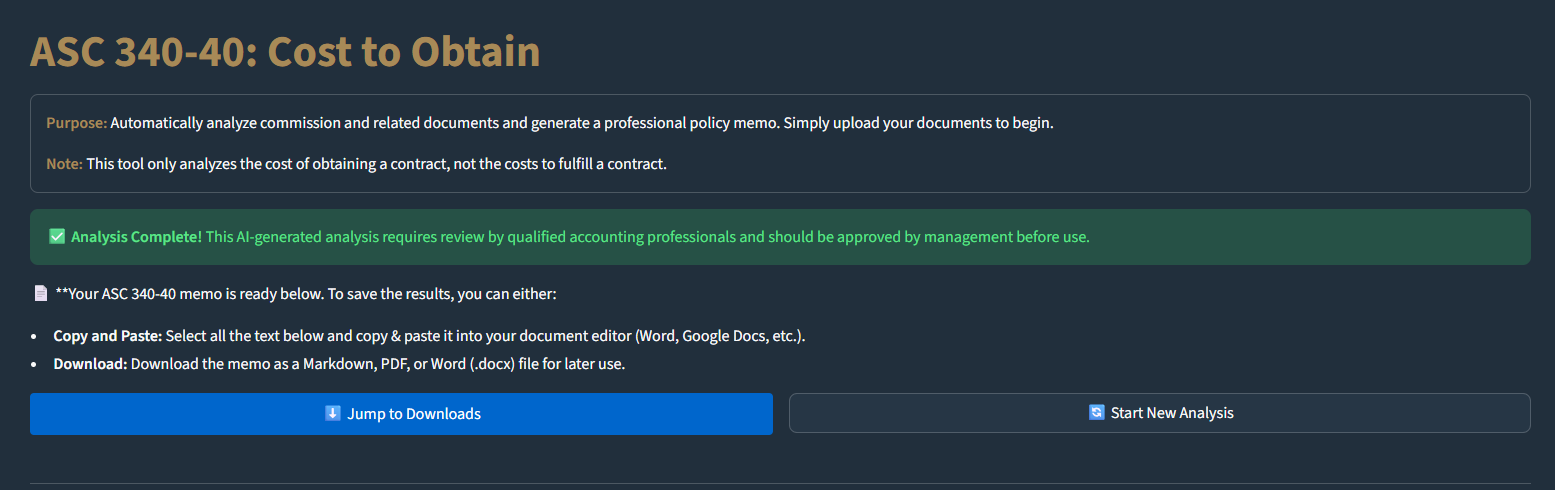 ASC 340-40: Cost to Obtain
Purpose: Automatically analyze commission and related documents and generate a professional policy memo. Simply upload your documents to begin.
Note: This tool only analyzes the cost of obtaining a contract, not the costs to fulfill a contract.
✅ Analysis Complete! This AI-generated analysis requires review by qualified accounting professionals and should be approved by management before use.
📄 **Your ASC 340-40 memo is ready below. To save the results, you can either:
• Copy and Paste: Select all the text below and copy & paste it into your document editor (Word, Google Docs, etc.).
• Download: Download the memo as a Markdown, PDF, or Word (.docx) file for later use.
⬇️ Jump to Downloads
🔄 Start New Analysis